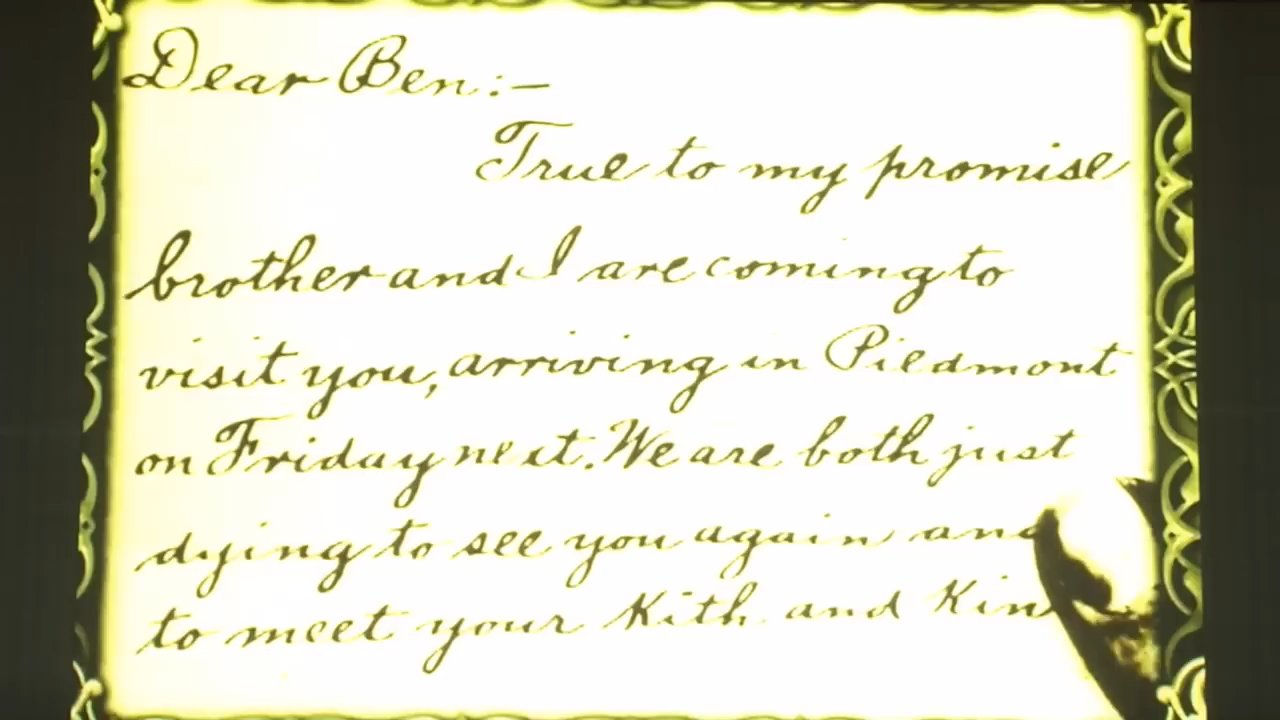 Dear Ben:-
True to my promise
brother and I are coming to
visit you, arriving in Piedmont
on Friday next. We are both just
dying to see you again and
to meet your Kith and Kin